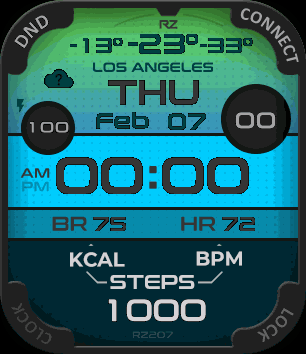 DND
CONNECT
RZ
-13° -23° -33°
LOS ANGELES
?
THU
Feb 07
100
00
AM
PM
00:00
BR 75 HR 72
KCAL BPM
STEPS
1000
CLOCK
LOCK
RZ207